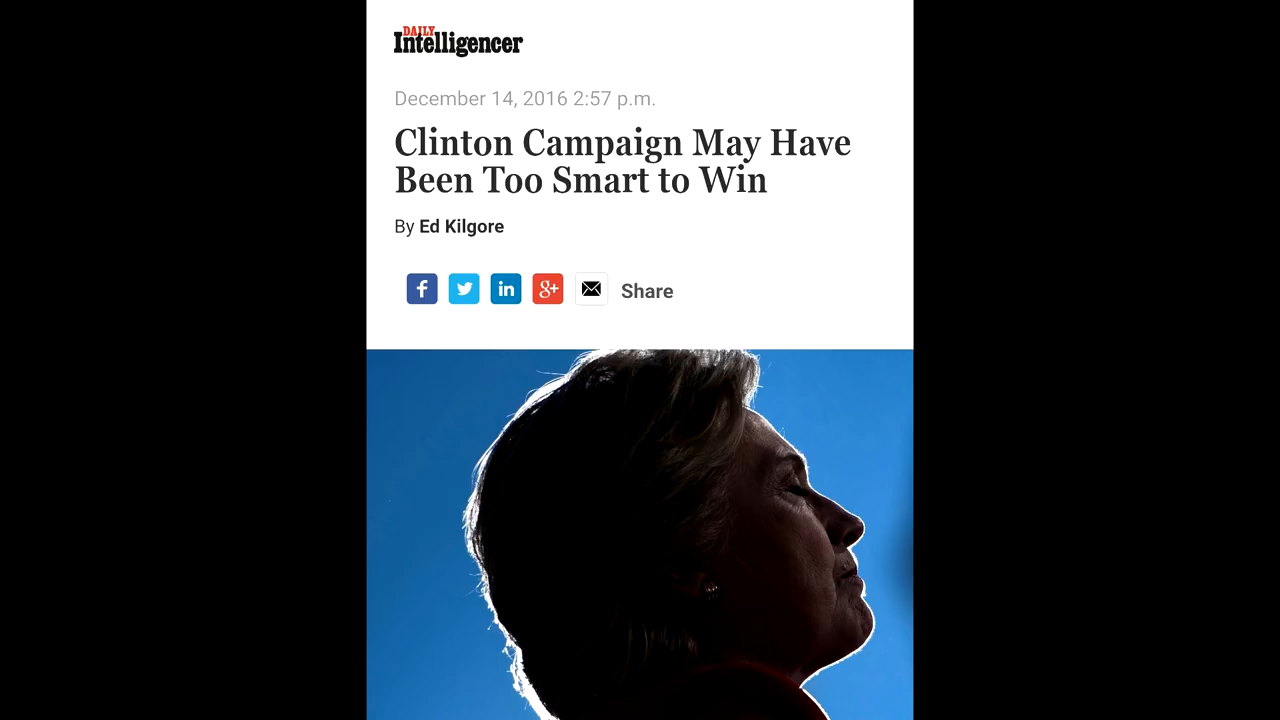 DAILY
Intelligencer
December 14, 2016 2:57 p.m.
Clinton Campaign May Have
Been Too Smart to Win
By Ed Kilgore
f in g+ Share